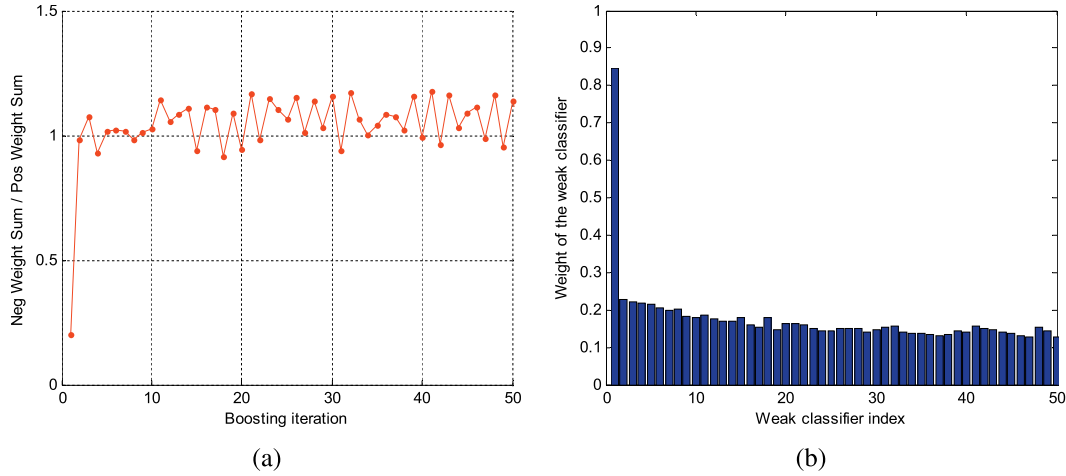 1.5
1
0.5
0
0 10 20 30 40 50
Neg Weight Sum / Pos Weight Sum
Boosting iteration
(a)
1
0.9
0.8
0.7
0.6
0.5
0.4
0.3
0.2
0.1
0
0 10 20 30 40 50
Weight of the weak classifier
Weak classifier index
(b)